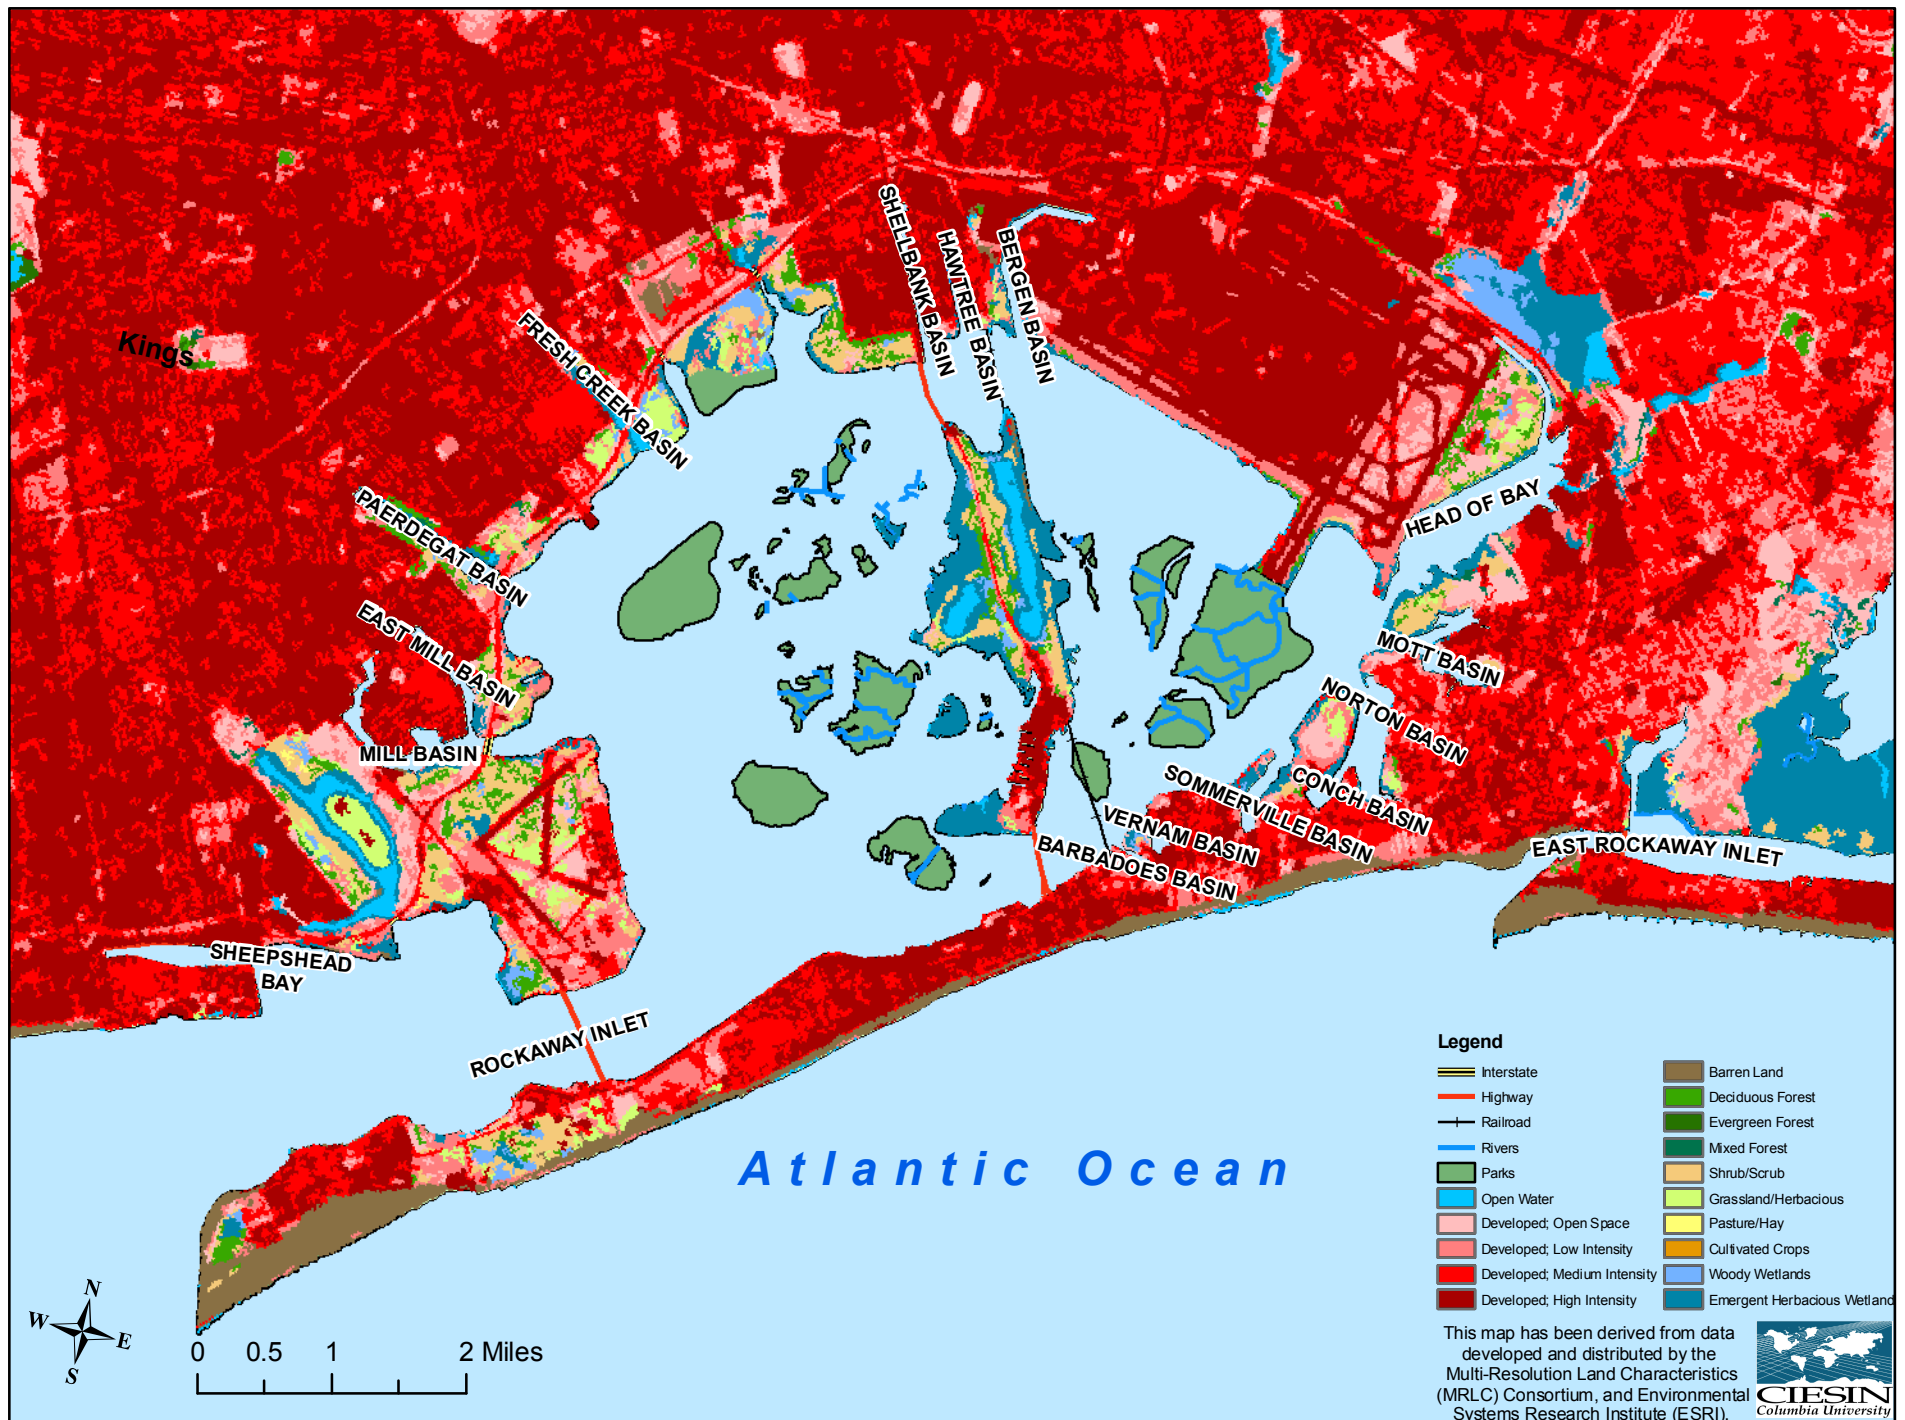 SHELLBANK BASIN
HAWTREE BASIN
BERGEN BASIN
Kings
FRESH CREEK BASIN
PAERDEGAT BASIN
HEAD OF BAY
EAST MILL BASIN
MOTT BASIN
NORTON BASIN
MILL BASIN
SOMMERVILLE BASIN
CONCH BASIN
VERNAM BASIN
BARBADOES BASIN
EAST ROCKAWAY INLET
SHEEPSHEAD
BAY
ROCKAWAY INLET
Atlantic Ocean
Legend
Interstate
Highway
Railroad
Rivers
Parks
Open Water
Developed; Open Space
Developed; Low Intensity
Developed; Medium Intensity
Developed; High Intensity
Barren Land
Deciduous Forest
Evergreen Forest
Mixed Forest
Shrub/Scrub
Grassland/Herbacious
Pasture/Hay
Cultivated Crops
Woody Wetlands
Emergent Herbacious Wetland
N
W
E
S
0 0.5 1 2 Miles
This map has been derived from data
developed and distributed by the
Multi-Resolution Land Characteristics
(MRLC) Consortium, and Environmental
Systems Research Institute (ESRI).
CIESIN
Columbia University